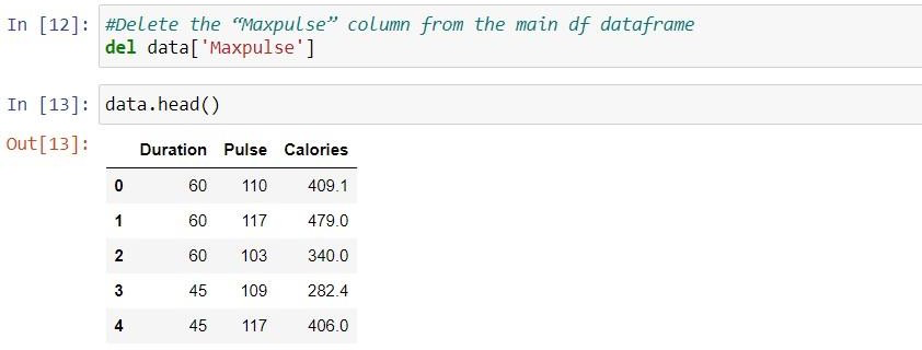 In [12]: #Delete the “Maxpulse” column from the main df dataframe
del data['Maxpulse']
In [13]: data.head()
Out[13]:
Duration Pulse Calories
0 60 110 409.1
1 60 117 479.0
2 60 103 340.0
3 45 109 282.4
4 45 117 406.0